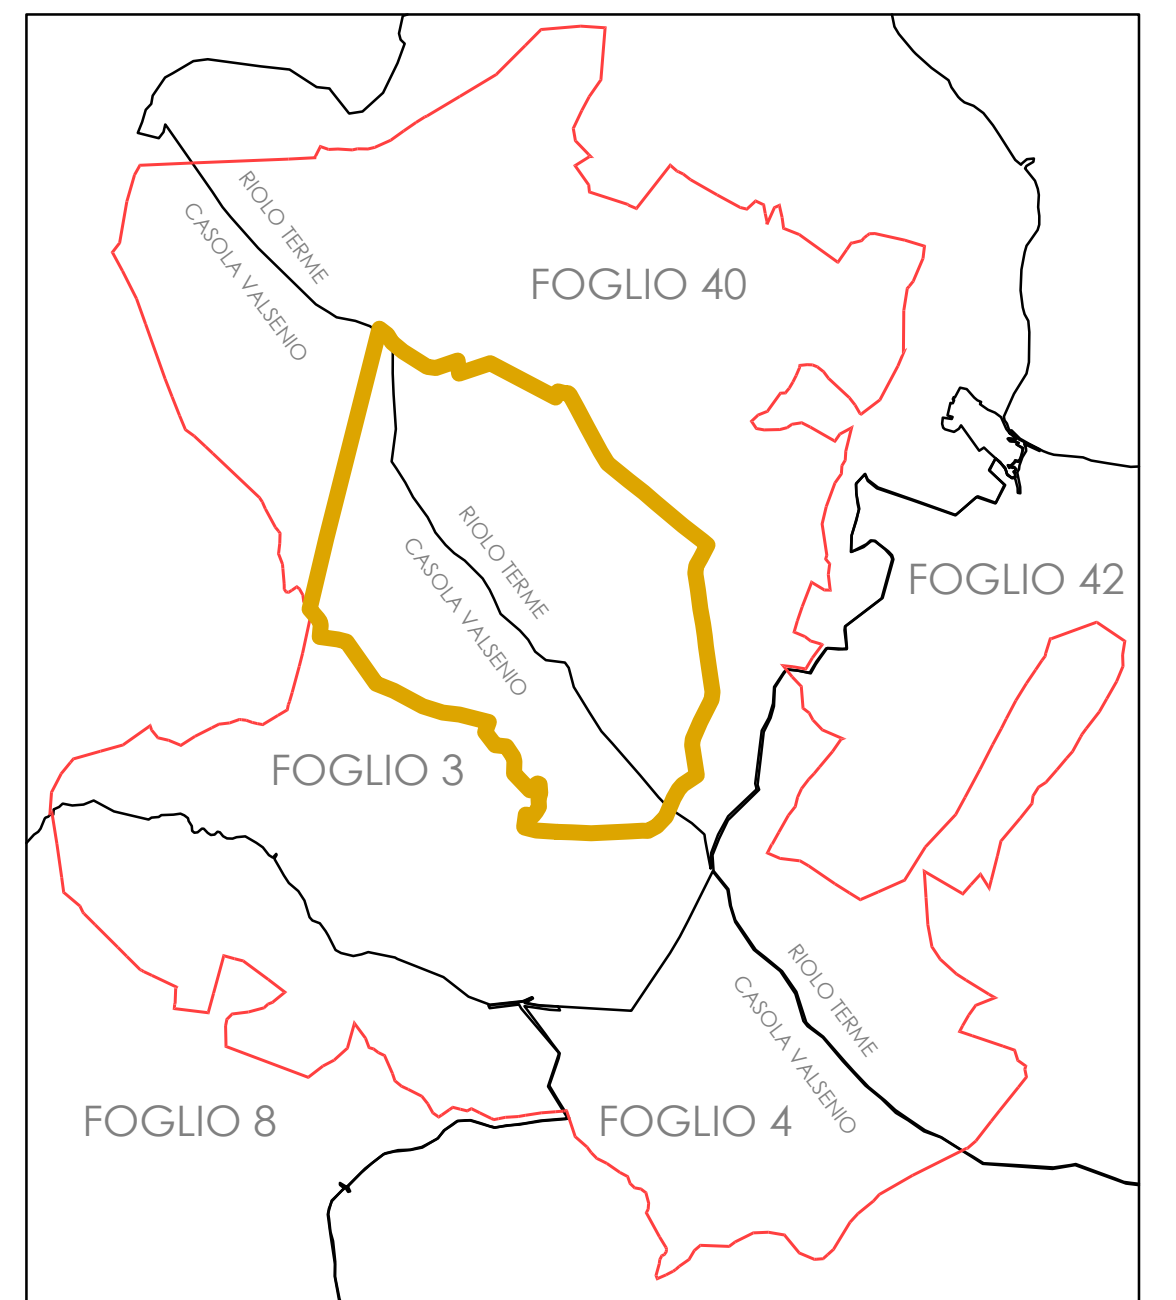 RIOLO TERME
CASOLA VALSENIO
FOGLIO 40
RIOLO TERME
CASOLA VALSENIO
FOGLIO 42
FOGLIO 3
RIOLO TERME
CASOLA VALSENIO
FOGLIO 8
FOGLIO 4